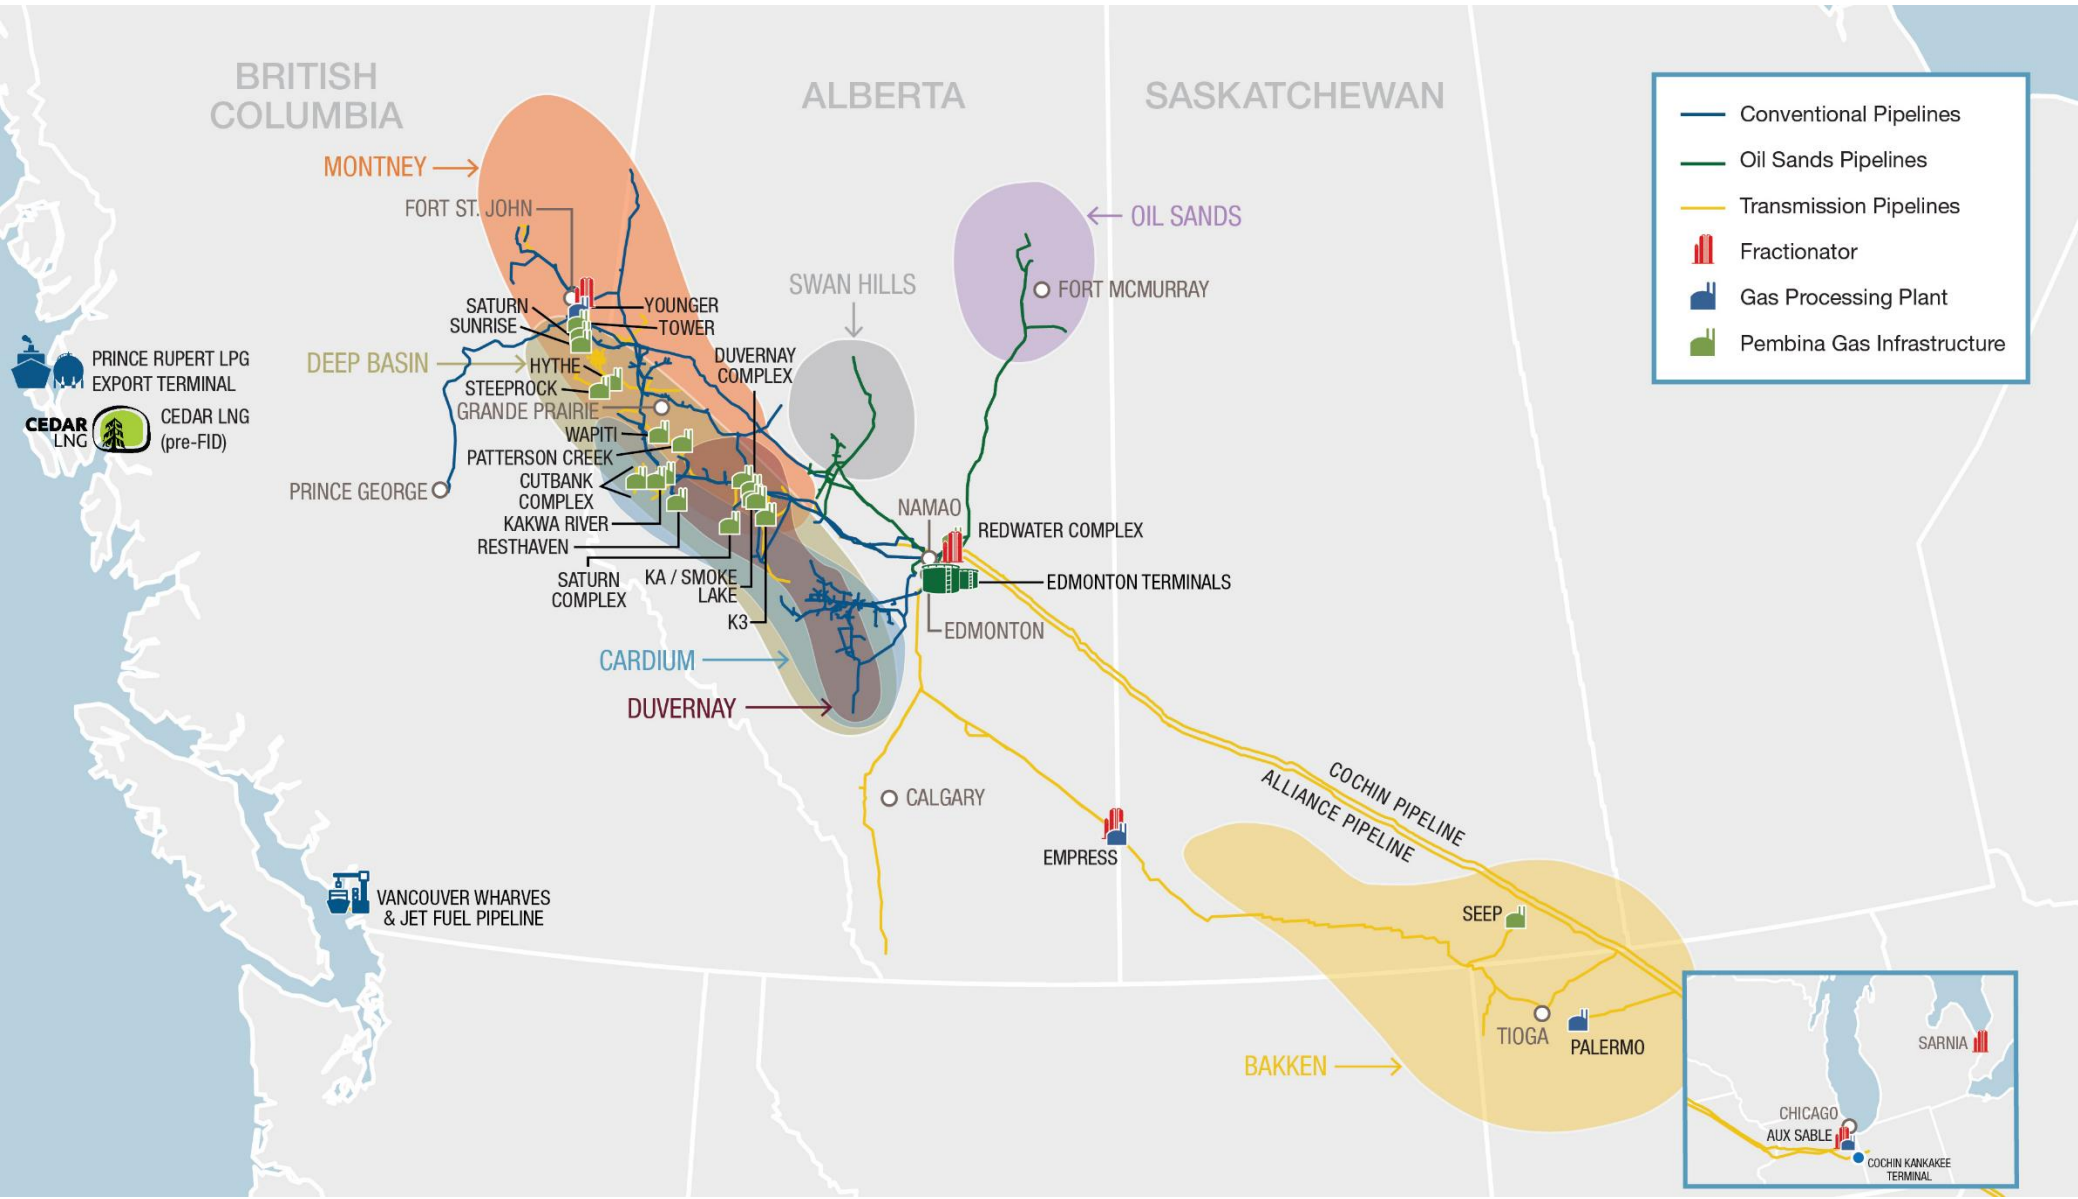 BRITISH
COLUMBIA
ALBERTA
SASKATCHEWAN
Conventional Pipelines
Oil Sands Pipelines
Transmission Pipelines
Fractionator
Gas Processing Plant
Pembina Gas Infrastructure
MONTNEY
FORT ST. JOHN
OIL SANDS
SWAN HILLS
FORT MCMURRAY
SATURN
SUNRISE
YOUNGER
TOWER
DEEP BASIN
HYTHE
STEEPROCK
GRANDE PRAIRIE
DUVERNAY
COMPLEX
PRINCE RUPERT LPG
EXPORT TERMINAL
CEDAR
LNG
CEDAR LNG
(pre-FID)
WAPITI
PATTERSON CREEK
CUTBANK
COMPLEX
PRINCE GEORGE
KAKWA RIVER
RESTHAVEN
SATURN
COMPLEX
KA / SMOKE
LAKE
K3
NAMAO
REDWATER COMPLEX
EDMONTON TERMINALS
EDMONTON
CARDIUM
DUVERNAY
CALGARY
COCHIN PIPELINE
ALLIANCE PIPELINE
EMPRESS
VANCOUVER WHARVES
& JET FUEL PIPELINE
SEEP
TIOGA
PALERMO
BAKKEN
SARNIA
CHICAGO
AUX SABLE
COCHIN KANKAKEE
TERMINAL